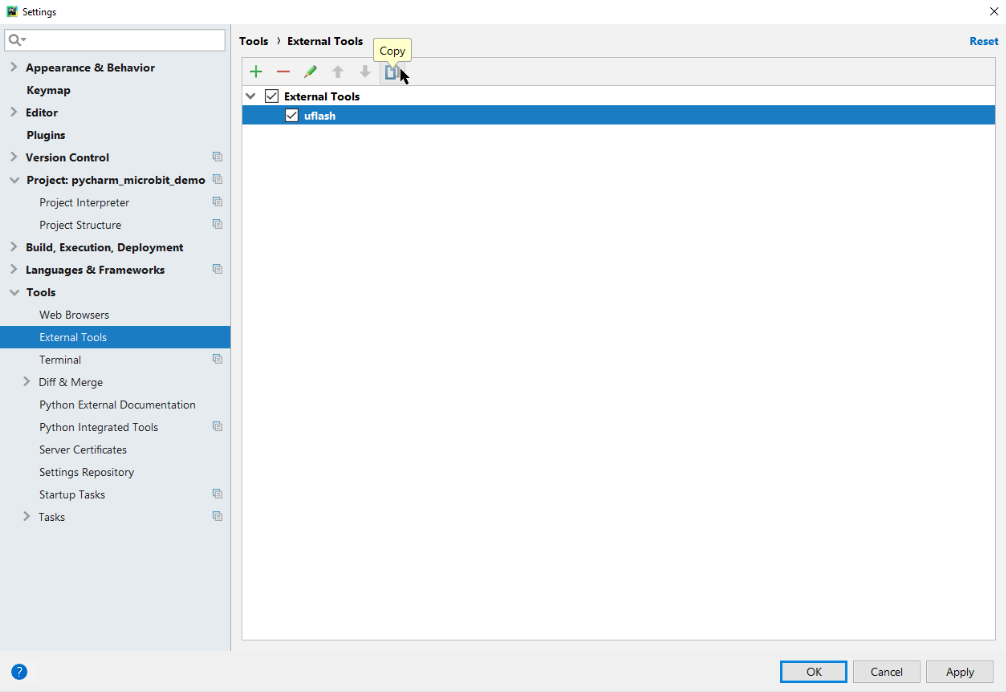 Settings
Tools › External Tools
Reset
Copy
Appearance & Behavior
Keymap
Editor
Plugins
Version Control
Project: pycharm_microbit_demo
Project Interpreter
Project Structure
Build, Execution, Deployment
Languages & Frameworks
Tools
Web Browsers
External Tools
Terminal
Diff & Merge
Python External Documentation
Python Integrated Tools
Server Certificates
Settings Repository
Startup Tasks
Tasks
External Tools
uflash
?
OK
Cancel
Apply